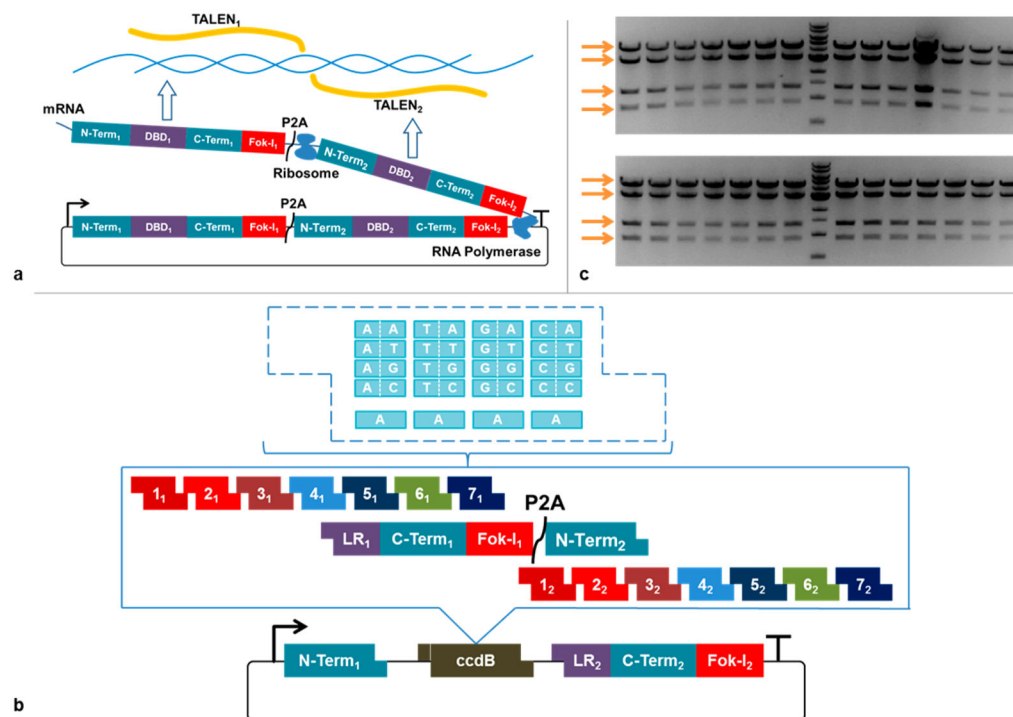 TALEN₁
TALEN₂
mRNA
N-Term₁ DBD₁ C-Term₁ Fok-I₁
P2A
Ribosome
N-Term₂ DBD₂ C-Term₂ Fok-I₂
P2A
N-Term₁ DBD₁ C-Term₁ Fok-I₁ N-Term₂ DBD₂ C-Term₂ Fok-I₂
RNA Polymerase
a
c
A A T A G A C A
A T T T G T C T
A G T G G G C G
A C T C G C C C
A A A A
1₁ 2₁ 3₁ 4₁ 5₁ 6₁ 7₁
P2A
LR₁ C-Term₁ Fok-I₁ N-Term₂
1₂ 2₂ 3₂ 4₂ 5₂ 6₂ 7₂
N-Term₁ ccdB LR₂ C-Term₂ Fok-I₂
b